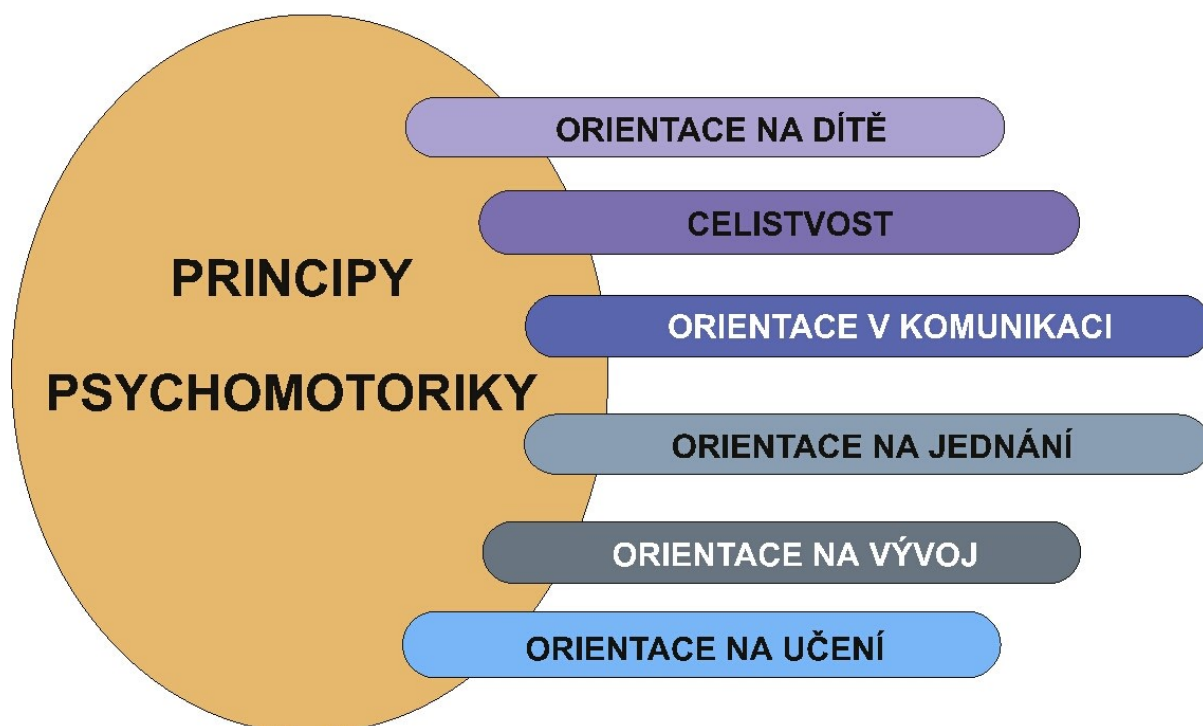 PRINCIPY
PSYCHOMOTORIKY
ORIENTACE NA DÍTĚ
CELISTVOST
ORIENTACE V KOMUNIKACI
ORIENTACE NA JEDNÁNÍ
ORIENTACE NA VÝVOJ
ORIENTACE NA UČENÍ